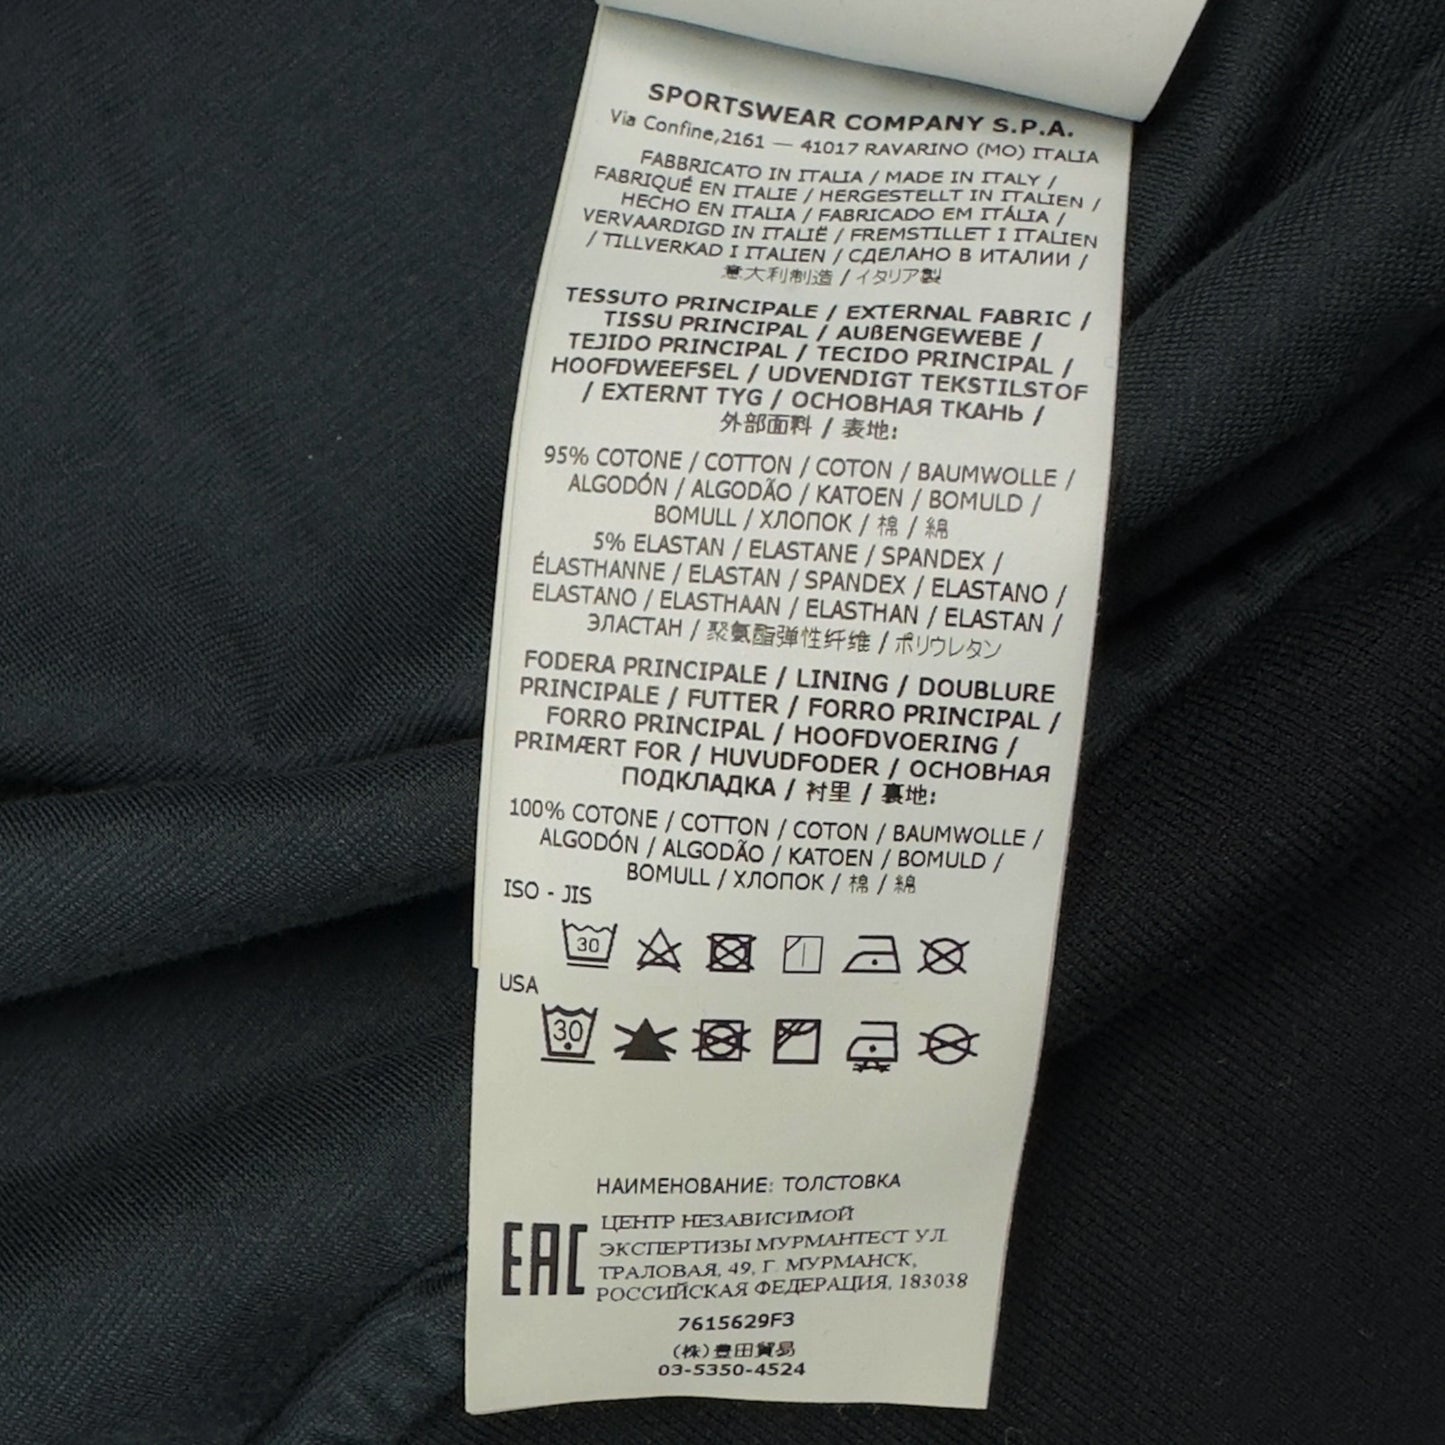 SPORTSWEAR COMPANY S.P.A.
Via Confine,2161 — 41017 RAVARINO (MO) ITALIA
FABBRICATO IN ITALIA / MADE IN ITALY /
FABRIQUÉ EN ITALIE / HERGESTELLT IN ITALIEN /
HECHO EN ITALIA / FABRICADO EM ITÁLIA /
VERVAARDIGD IN ITALIË / FREMSTILLET I ITALIEN
/ TILLVERKAD I ITALIEN / СДЕЛАНО В ИТАЛИИ /
意大利制造 / イタリア製
TESSUTO PRINCIPALE / EXTERNAL FABRIC /
TISSU PRINCIPAL / AUßENGEWEBE /
TEJIDO PRINCIPAL / TECIDO PRINCIPAL /
HOOFDWEEFSEL / UDVENDIGT TEKSTILSTOF
/ EXTERNT TYG / ОСНОВНАЯ ТКАНЬ /
外部面料 / 表地:
95% COTONE / COTTON / COTON / BAUMWOLLE /
ALGODÓN / ALGODÃO / KATOEN / BOMULD /
BOMULL / ХЛОПОК / 棉 / 綿
5% ELASTAN / ELASTANE / SPANDEX /
ÉLASTHANNE / ELASTAN / SPANDEX / ELASTANO /
ELASTANO / ELASTHAAN / ELASTHAN / ELASTAN /
ЭЛАСТАН / 聚氨酯弹性纤维 / ポリウレタン
FODERA PRINCIPALE / LINING / DOUBLURE
PRINCIPALE / FUTTER / FORRO PRINCIPAL /
FORRO PRINCIPAL / HOOFDVOERING /
PRIMÆRT FOR / HUVUDFODER / ОСНОВНАЯ
ПОДКЛАДКА / 衬里 / 裏地:
100% COTONE / COTTON / COTON / BAUMWOLLE /
ALGODÓN / ALGODÃO / KATOEN / BOMULD /
BOMULL / ХЛОПОК / 棉 / 綿
ISO - JIS
30
USA
30
НАИМЕНОВАНИЕ: ТОЛСТОВКА
EAC
ЦЕНТР НЕЗАВИСИМОЙ
ЭКСПЕРТИЗЫ МУРМАНТЕСТ УЛ.
ТРАЛОВАЯ, 49, Г. МУРМАНСК,
РОССИЙСКАЯ ФЕДЕРАЦИЯ, 183038
7615629F3
(株)豊田貿易
03-5350-4524